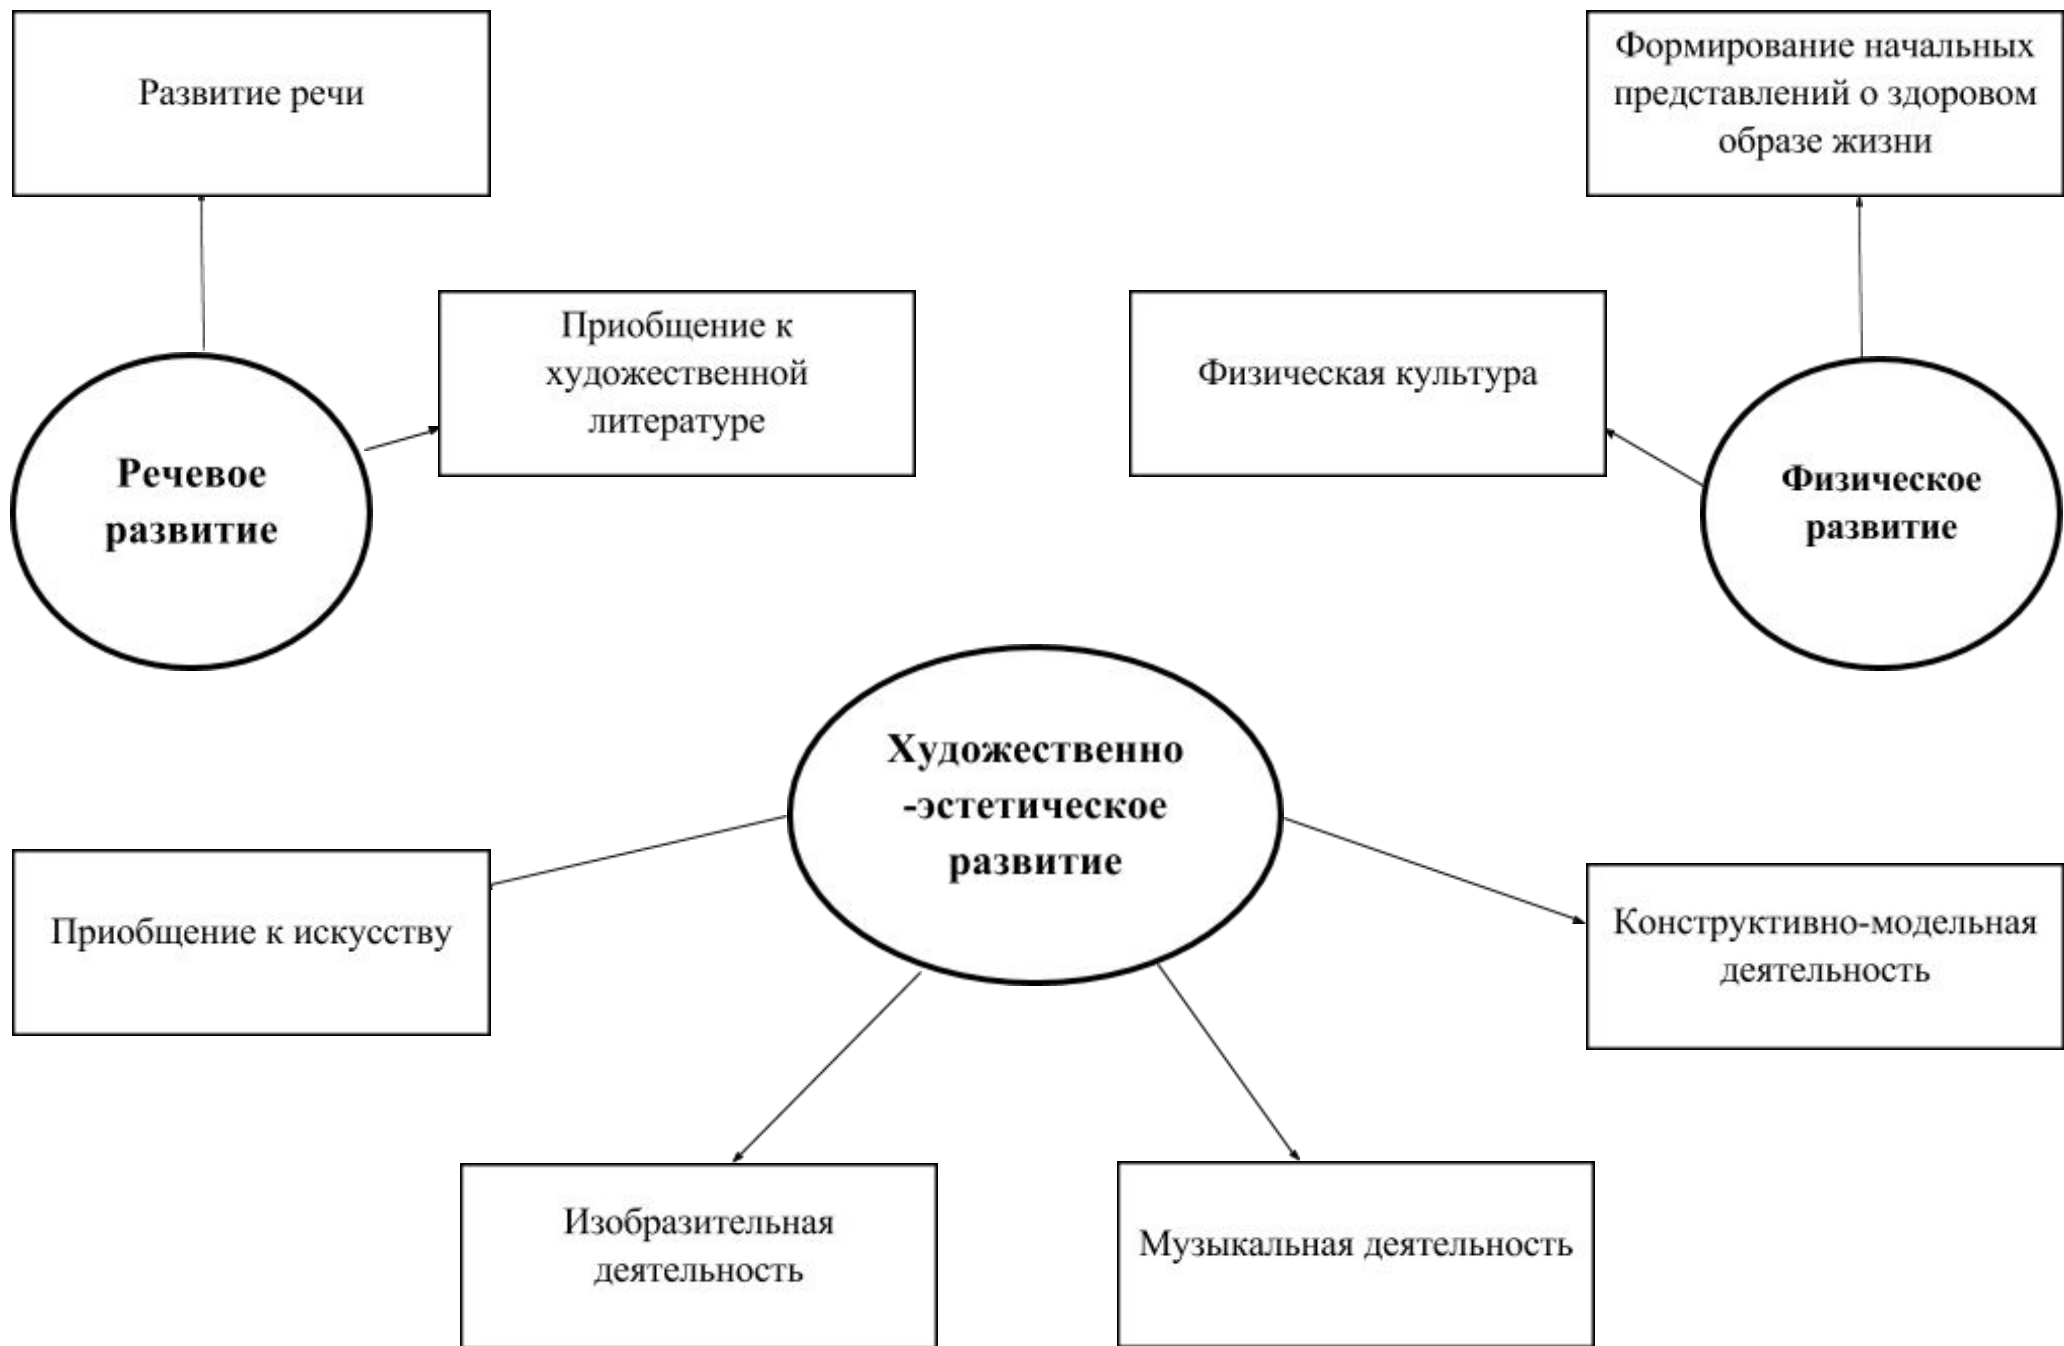 Развитие речи
Формирование начальных
представлений о здоровом
образе жизни
Приобщение к
художественной
литературе
Физическая культура
Речевое
развитие
Физическое
развитие
Художественно
-эстетическое
развитие
Приобщение к искусству
Конструктивно-модельная
деятельность
Изобразительная
деятельность
Музыкальная деятельность